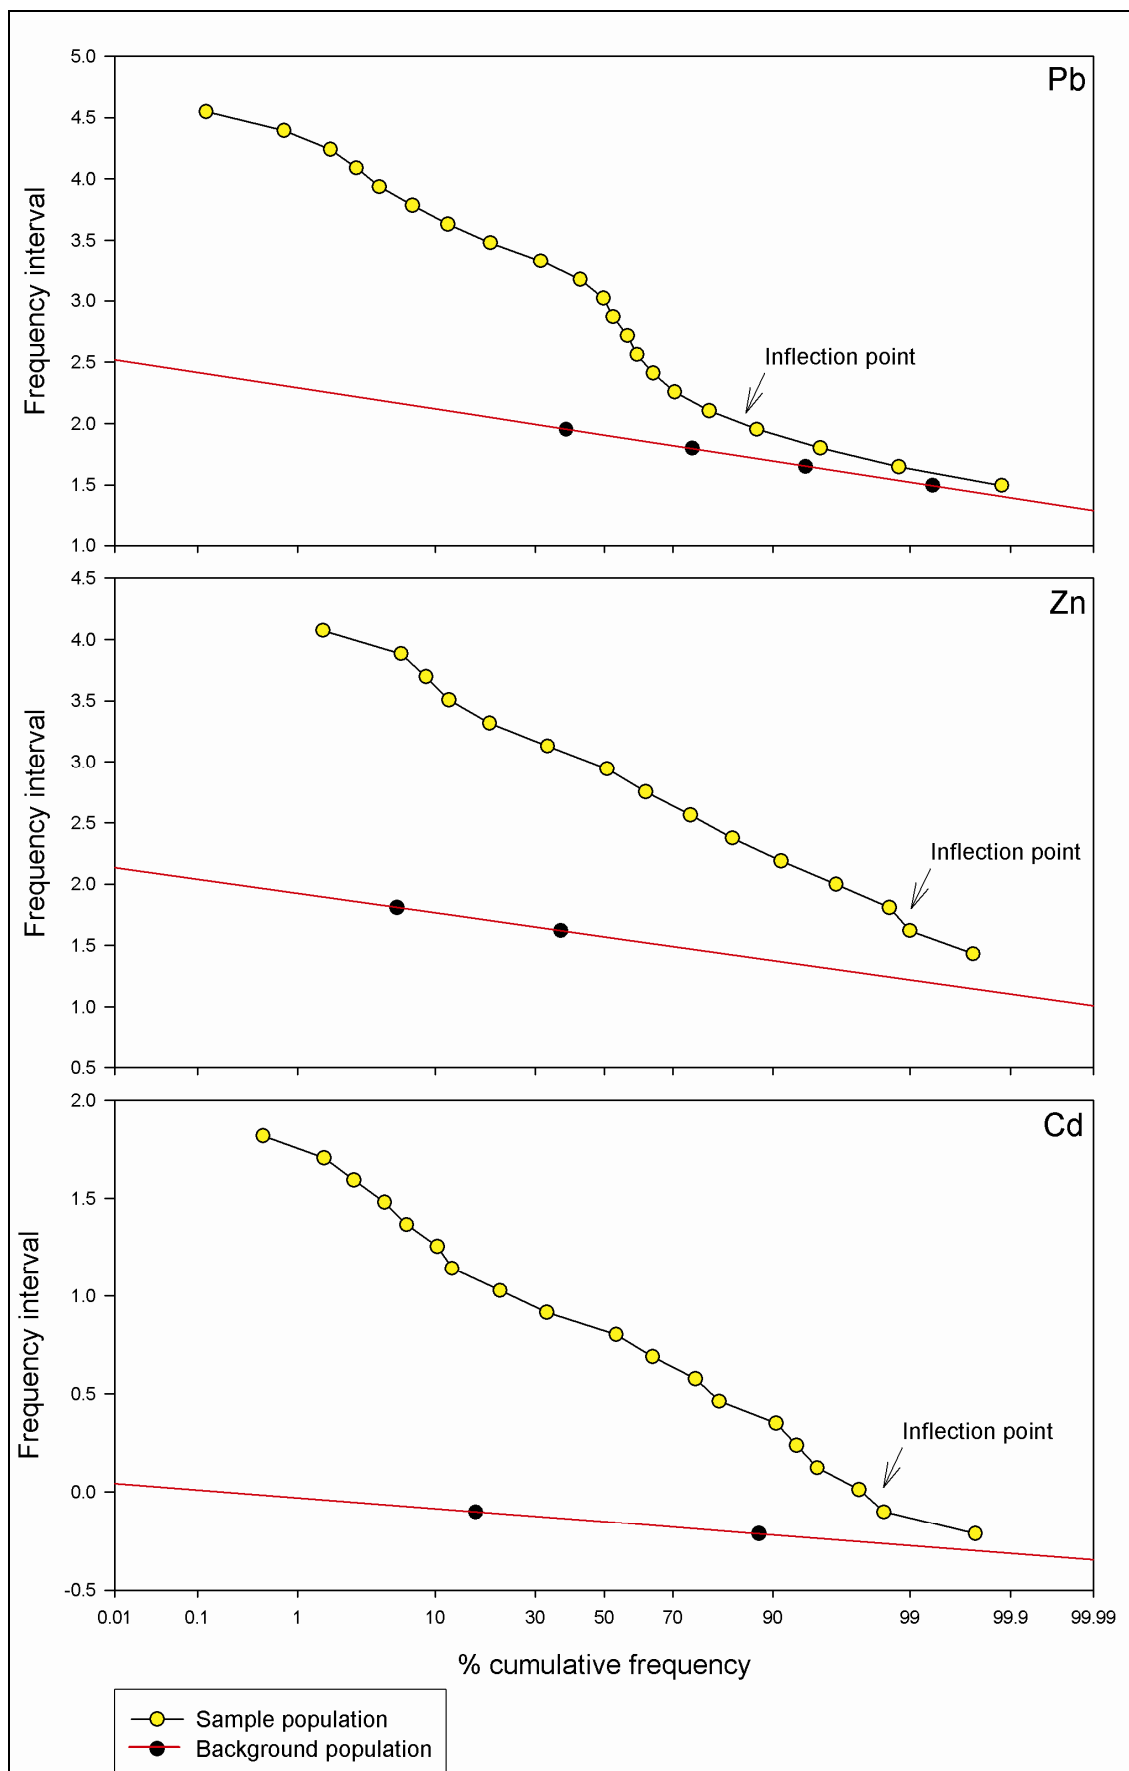 Pb
5.0
4.5
4.0
3.5
3.0
2.5
2.0
1.5
1.0
Frequency interval
Inflection point
Zn
4.5
4.0
3.5
3.0
2.5
2.0
1.5
1.0
0.5
Frequency interval
Inflection point
Cd
2.0
1.5
1.0
0.5
0.0
-0.5
Frequency interval
Inflection point
0.01 0.1 1 10 30 50 70 90 99 99.9 99.99
% cumulative frequency
Sample population
Background population